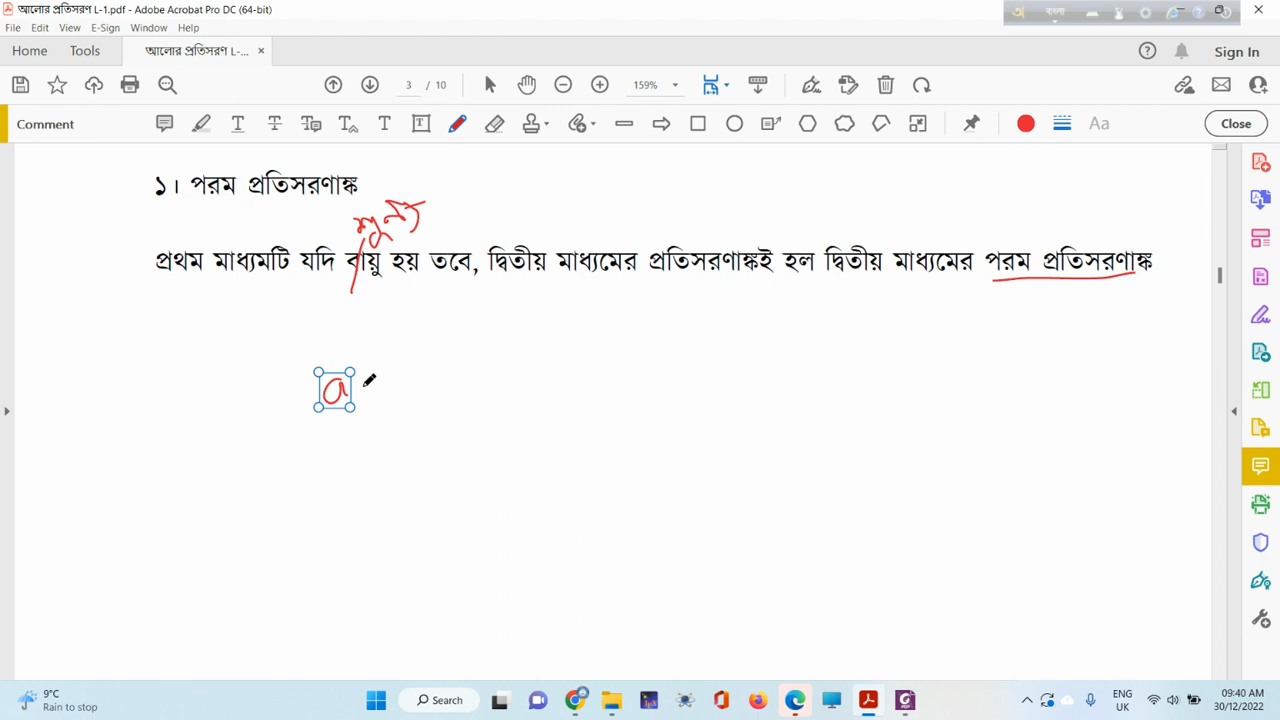 আলোর প্রতিসরণ L-1.pdf - Adobe Acrobat Pro DC (64-bit)
বাংলা
File Edit View E-Sign Window Help
Home Tools আলোর প্রতিসরণ L-... × Sign In
3 / 10 159%
Comment Aa Close
১। পরম প্রতিসরণাঙ্ক
শূন্য
প্রথম মাধ্যমটি যদি বায়ু হয় তবে, দ্বিতীয় মাধ্যমের প্রতিসরণাঙ্কই হল দ্বিতীয় মাধ্যমের পরম প্রতিসরণাঙ্ক
a
9°C
Rain to stop
Search
ENG
UK
09:40 AM
30/12/2022